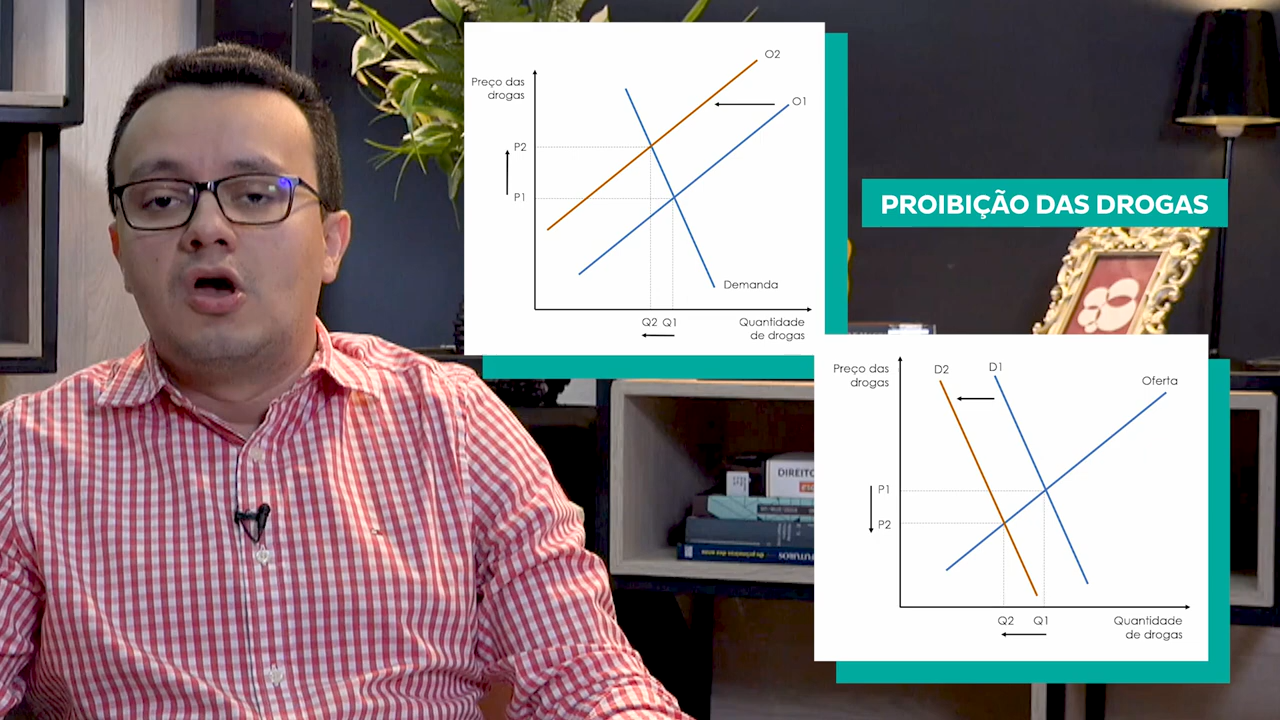 O2
Preço das
drogas
O1
P2
P1
Demanda
Q2 Q1
Quantidade
de drogas
PROIBIÇÃO DAS DROGAS
Preço das
drogas
D2
D1
Oferta
P1
P2
Q2
Q1
Quantidade
de drogas
DIREITO